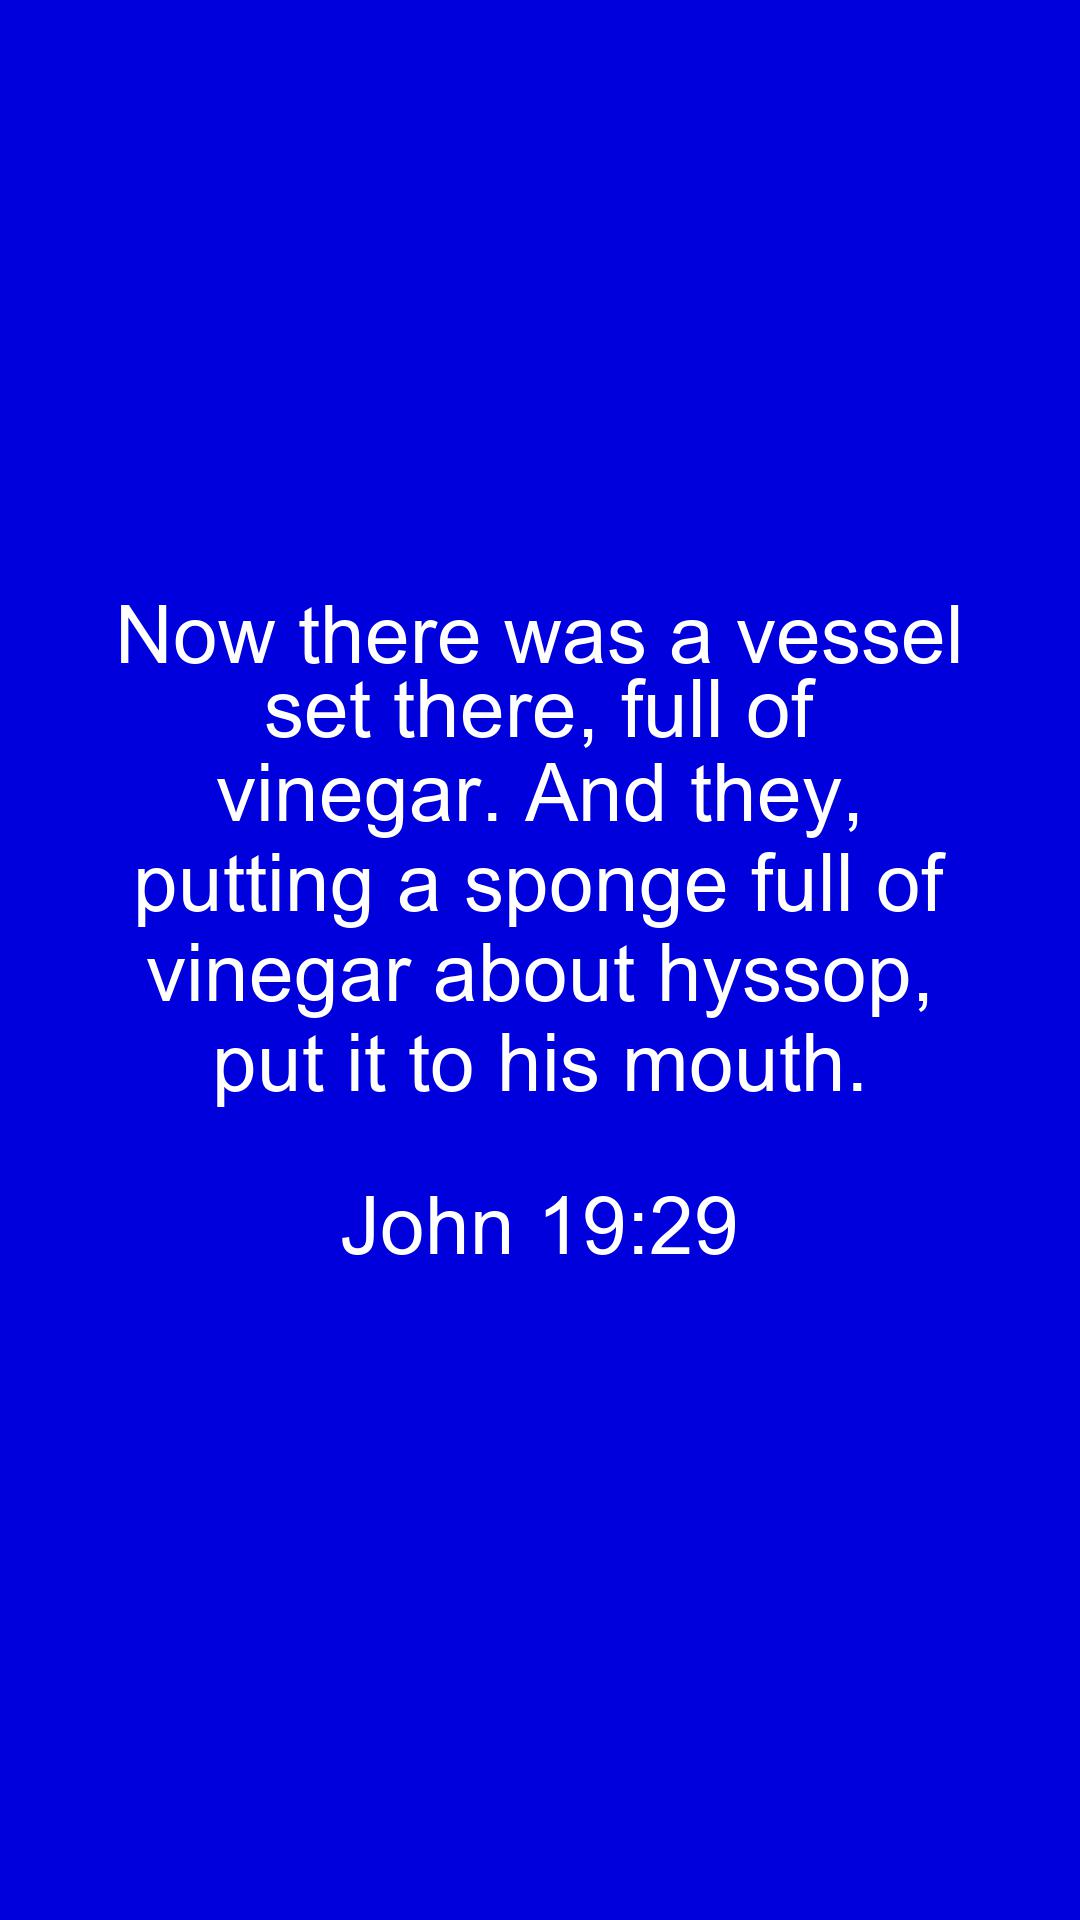 Now there was a vessel
set there, full of
vinegar. And they,
putting a sponge full of
vinegar about hyssop,
put it to his mouth.
John 19:29